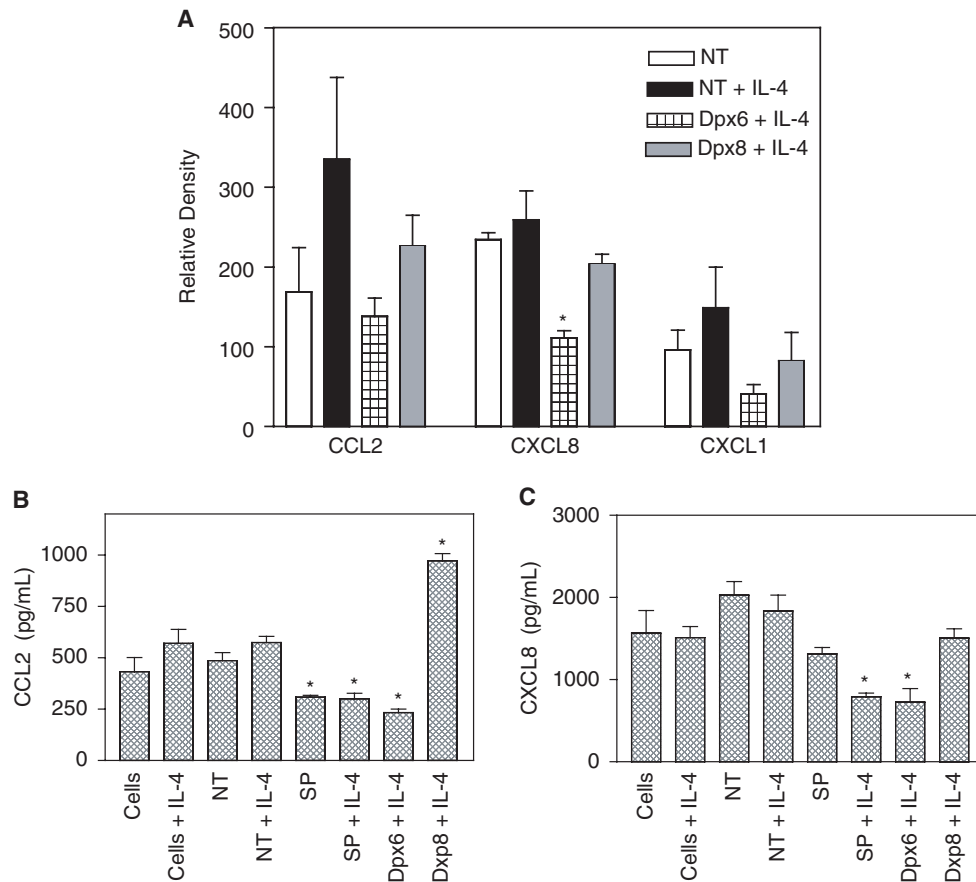 A
Relative Density
500
400
300
200
100
0
NT
NT + IL-4
Dpx6 + IL-4
Dpx8 + IL-4
*
CCL2
CXCL8
CXCL1
B
CCL2 (pg/mL)
1000
750
500
250
0
*
*
*
*
Cells
Cells + IL-4
NT
NT + IL-4
SP
SP + IL-4
Dpx6 + IL-4
Dxp8 + IL-4
C
CXCL8 (pg/mL)
3000
2000
1000
0
*
*
Cells
Cells + IL-4
NT
NT + IL-4
SP
SP + IL-4
Dpx6 + IL-4
Dxp8 + IL-4